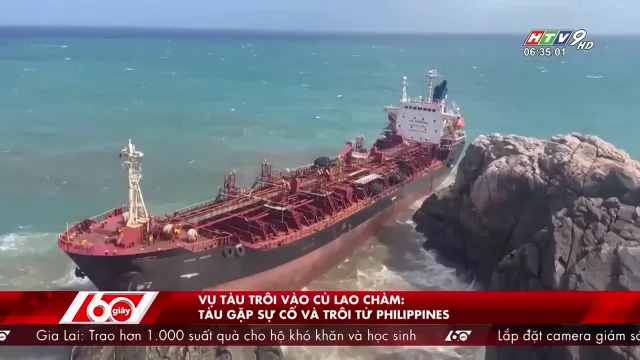 HTV9 HD
06:35:01
VỤ TÀU TRÔI VÀO CÙ LAO CHÀM:
TÀU GẶP SỰ CỐ VÀ TRÔI TỪ PHILIPPINES
60 giây
Gia Lai: Trao hơn 1.000 suất quà cho hộ khó khăn và học sinh
60
Lắp đặt camera giám s